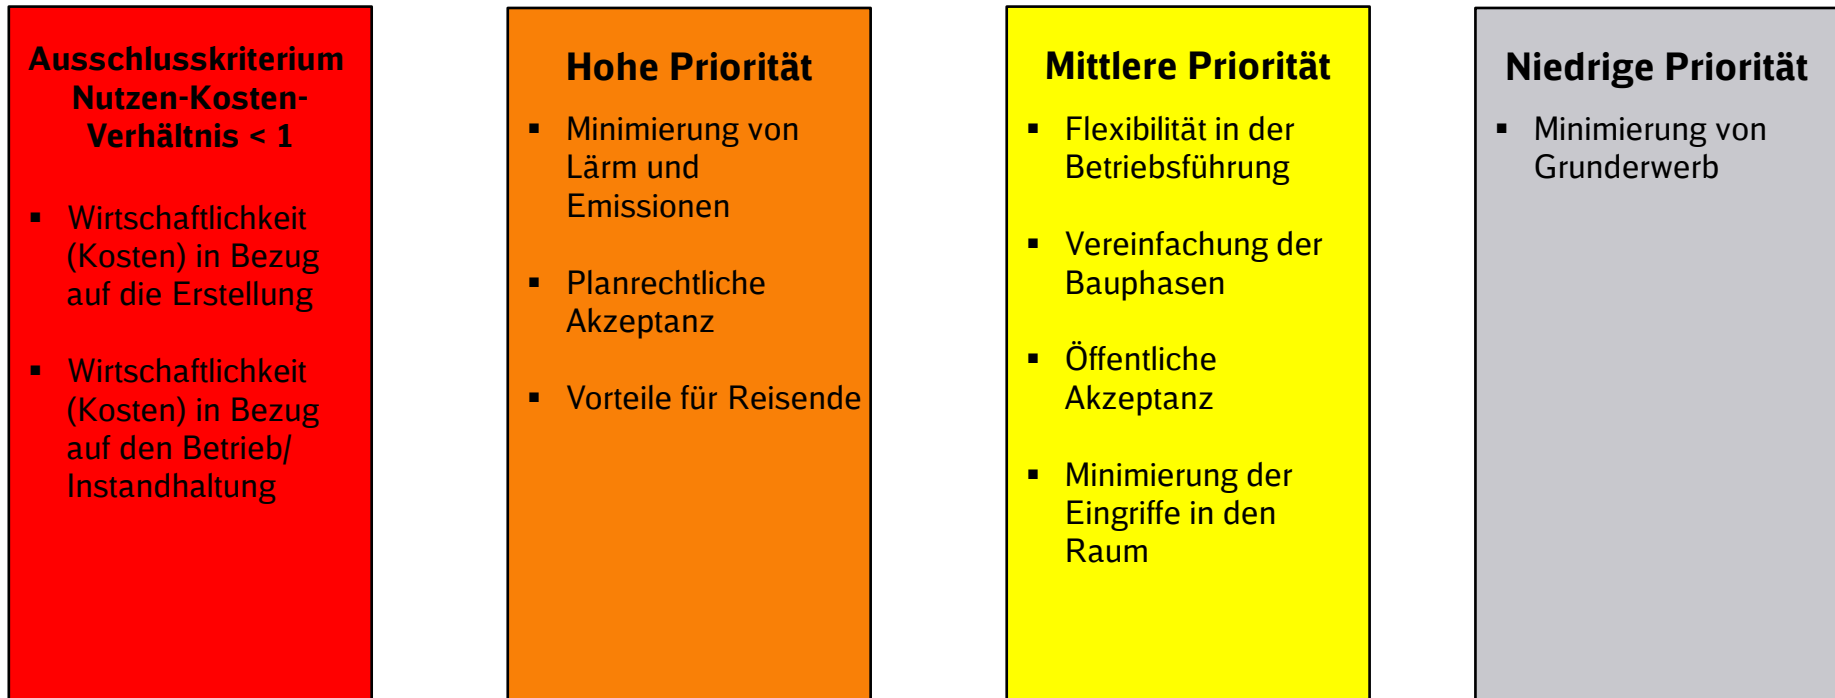 Ausschlusskriterium
Nutzen-Kosten-
Verhältnis < 1
▪ Wirtschaftlichkeit
(Kosten) in Bezug
auf die Erstellung
▪ Wirtschaftlichkeit
(Kosten) in Bezug
auf den Betrieb/
Instandhaltung
Hohe Priorität
▪ Minimierung von
Lärm und
Emissionen
▪ Planrechtliche
Akzeptanz
▪ Vorteile für Reisende
Mittlere Priorität
▪ Flexibilität in der
Betriebsführung
▪ Vereinfachung der
Bauphasen
▪ Öffentliche
Akzeptanz
▪ Minimierung der
Eingriffe in den
Raum
Niedrige Priorität
▪ Minimierung von
Grunderwerb